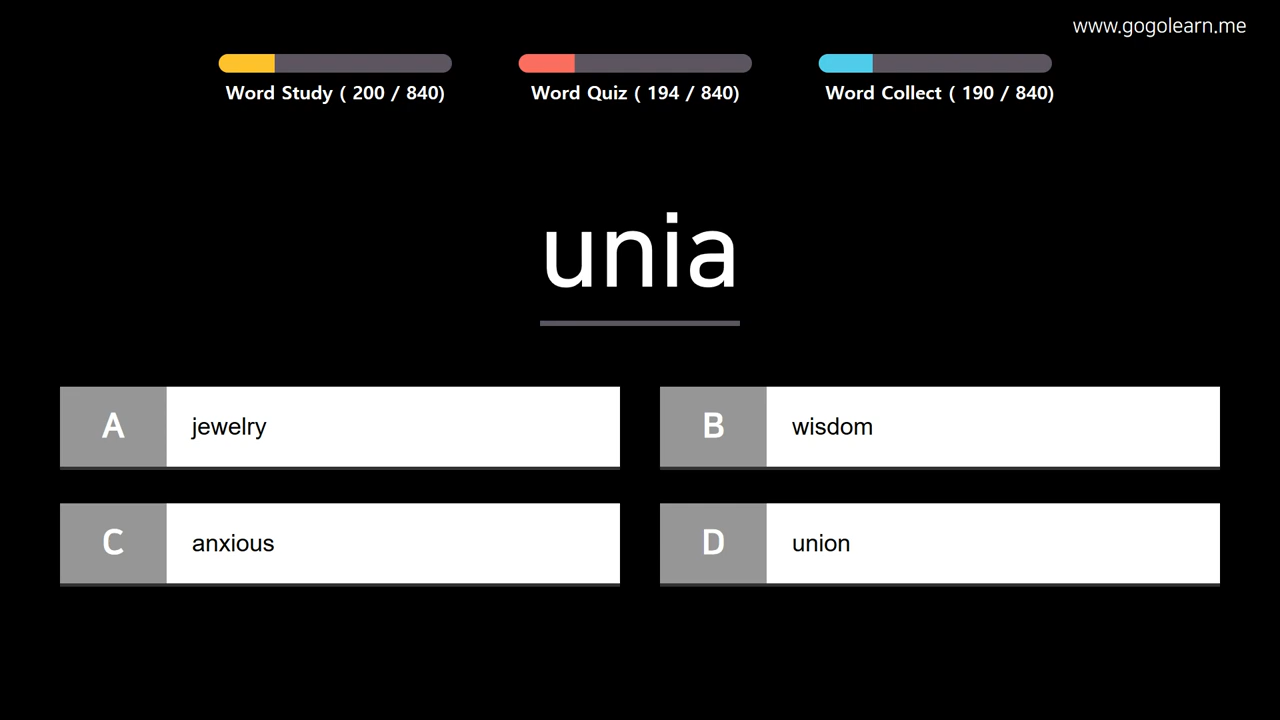 www.gogolearn.me
Word Study ( 200 / 840)
Word Quiz ( 194 / 840)
Word Collect ( 190 / 840)
unia
A jewelry
B wisdom
C anxious
D union